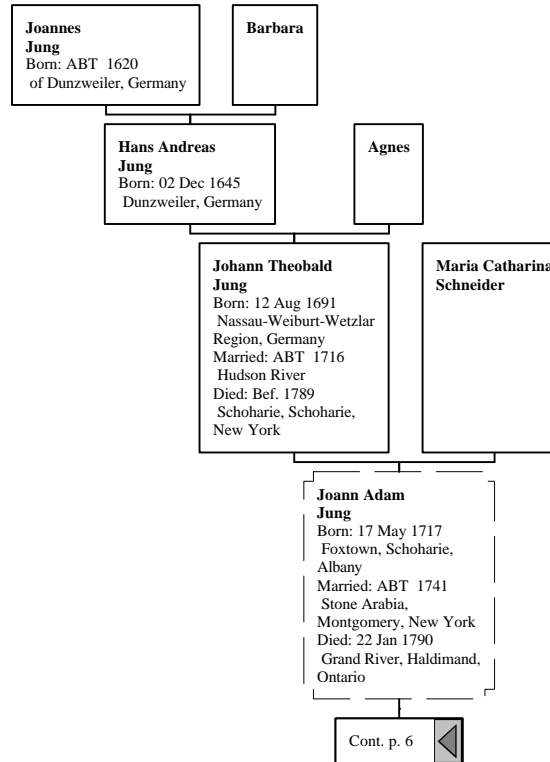 Joannes
Jung
Born: ABT 1620
of Dunzweiler, Germany
Barbara
Hans Andreas
Jung
Born: 02 Dec 1645
Dunzweiler, Germany
Agnes
Johann Theobald
Jung
Born: 12 Aug 1691
Nassau-Weiburt-Wetzlar
Region, Germany
Married: ABT 1716
Hudson River
Died: Bef. 1789
Schoharie, Schoharie,
New York
Maria Catharina
Schneider
Joann Adam
Jung
Born: 17 May 1717
Foxtown, Schoharie,
Albany
Married: ABT 1741
Stone Arabia,
Montgomery, New York
Died: 22 Jan 1790
Grand River, Haldimand,
Ontario
Cont. p. 6